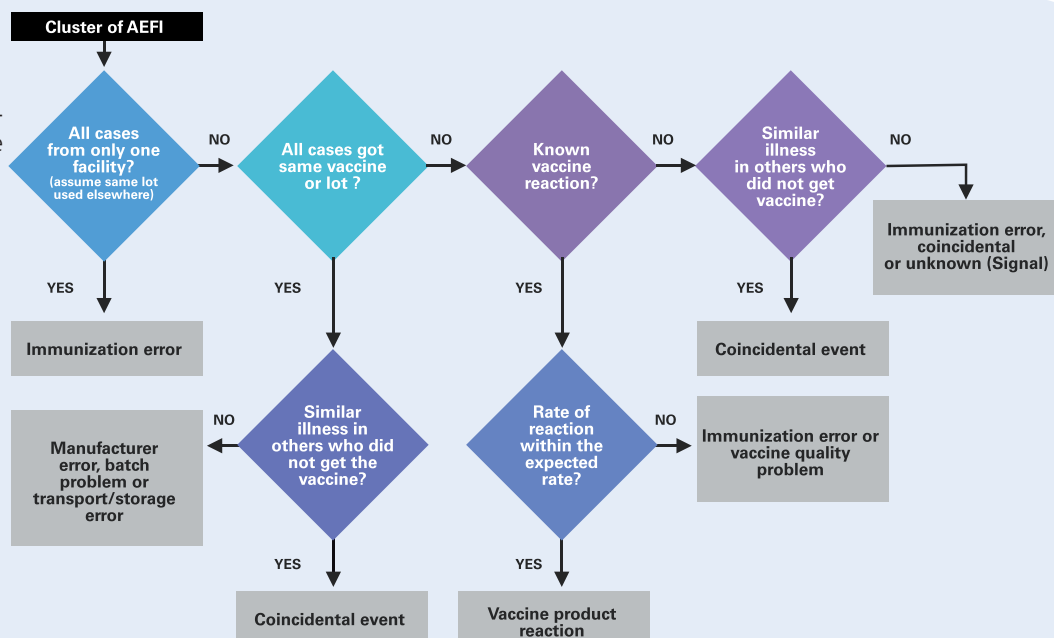 Cluster of AEFI
All cases
from only one
facility?
(assume same lot
used elsewhere)
NO
All cases got
same vaccine
or lot ?
NO
Known
vaccine
reaction?
NO
Similar
illness
in others who
did not get
vaccine?
NO
Immunization error,
coincidental
or unknown (Signal)
YES
Immunization error
YES
YES
YES
Coincidental event
Similar
illness in
others who did
not get the
vaccine?
NO
Manufacturer
error, batch
problem or
transport/storage
error
YES
Coincidental event
Rate of
reaction
within the
expected
rate?
NO
Immunization error or
vaccine quality
problem
YES
Vaccine product
reaction